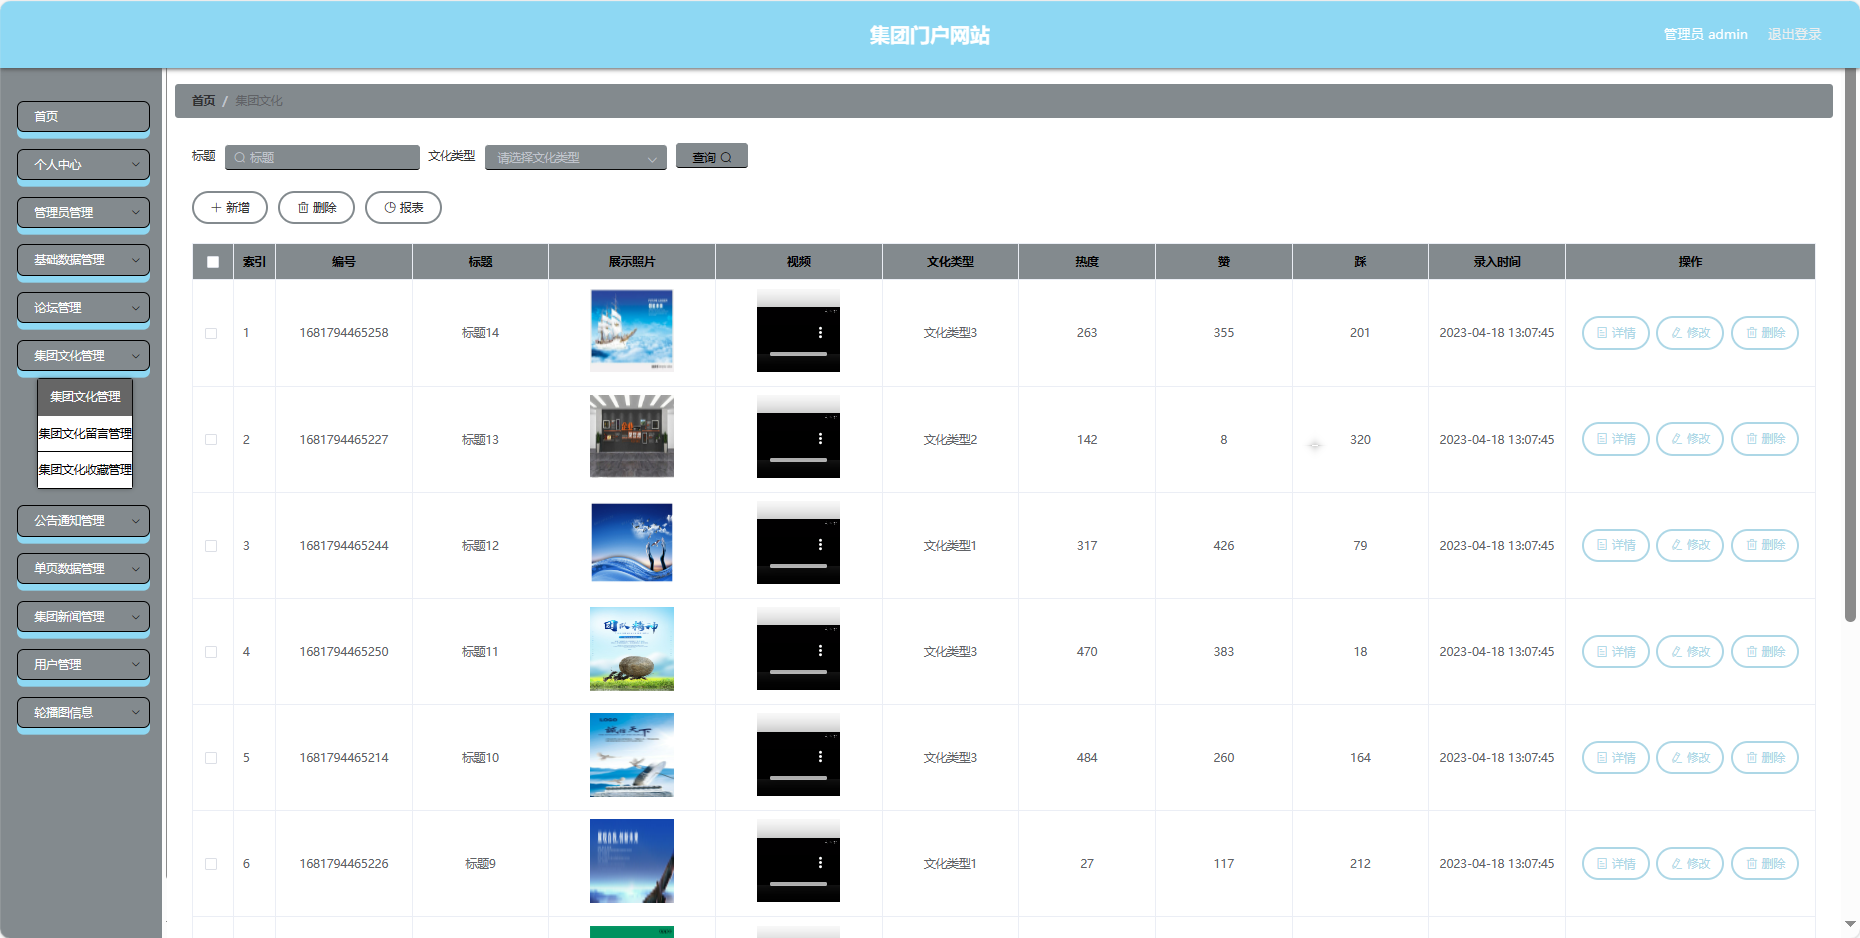 集团门户网站
管理员 admin 退出登录
首页
个人中心
管理员管理
基础数据管理
论坛管理
集团文化管理
集团文化管理
集团文化留言管理
集团文化收藏管理
公告通知管理
单页数据管理
集团新闻管理
用户管理
轮播图信息
首页 / 集团文化
标题 标题 文化类型 请选择文化类型 查询
新增 删除 报表
索引 编号 标题 展示照片 视频 文化类型 热度 赞 踩 录入时间 操作
1 1681794465258 标题14 文化类型3 263 355 201 2023-04-18 13:07:45 详情 修改 删除
2 1681794465227 标题13 文化类型2 142 8 320 2023-04-18 13:07:45 详情 修改 删除
3 1681794465244 标题12 文化类型1 317 426 79 2023-04-18 13:07:45 详情 修改 删除
团队精神
4 1681794465250 标题11 文化类型3 470 383 18 2023-04-18 13:07:45 详情 修改 删除
5 1681794465214 标题10 文化类型3 484 260 164 2023-04-18 13:07:45 详情 修改 删除
6 1681794465226 标题9 文化类型1 27 117 212 2023-04-18 13:07:45 详情 修改 删除